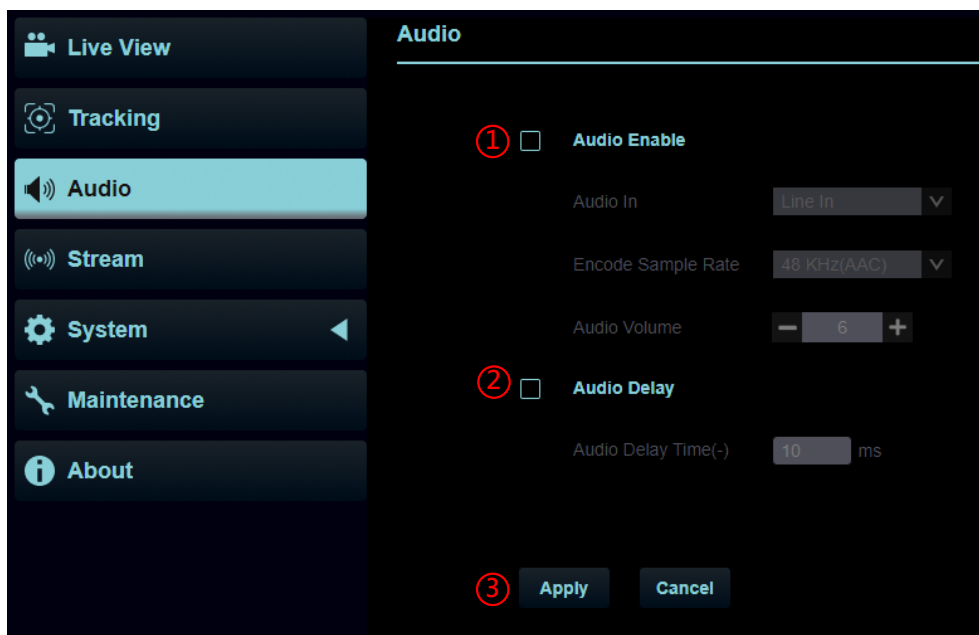 Live View
Tracking
Audio
Stream
System
Maintenance
About
Audio
① Audio Enable
Audio In Line In
Encode Sample Rate 48 KHz(AAC)
Audio Volume 6
② Audio Delay
Audio Delay Time(-) 10 ms
③ Apply Cancel